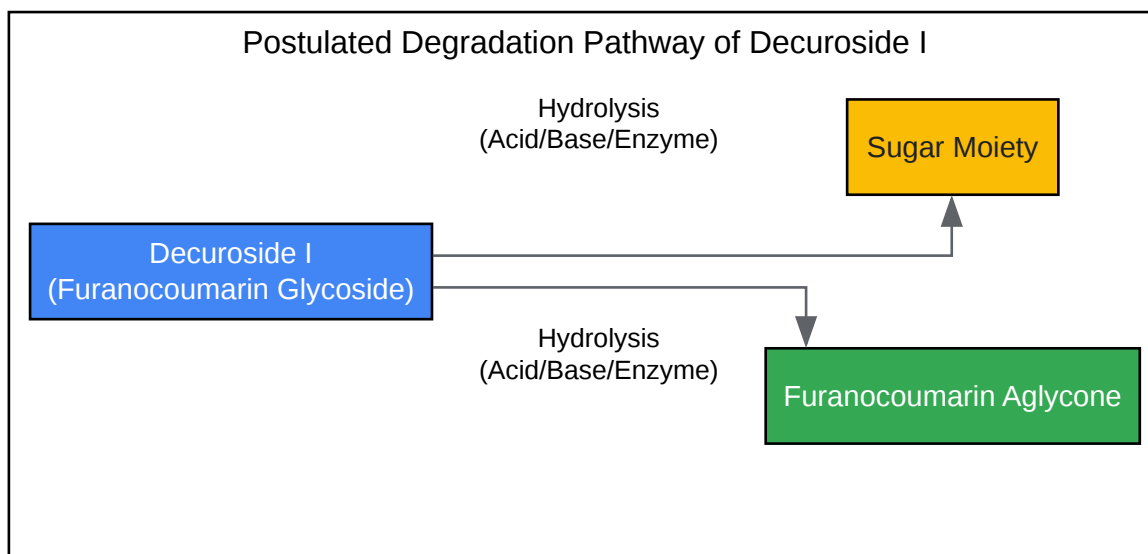 Postulated Degradation Pathway of Decuroside I
Hydrolysis
(Acid/Base/Enzyme)
Sugar Moiety
Decuroside I
(Furanocoumarin Glycoside)
Hydrolysis
(Acid/Base/Enzyme)
Furanocoumarin Aglycone